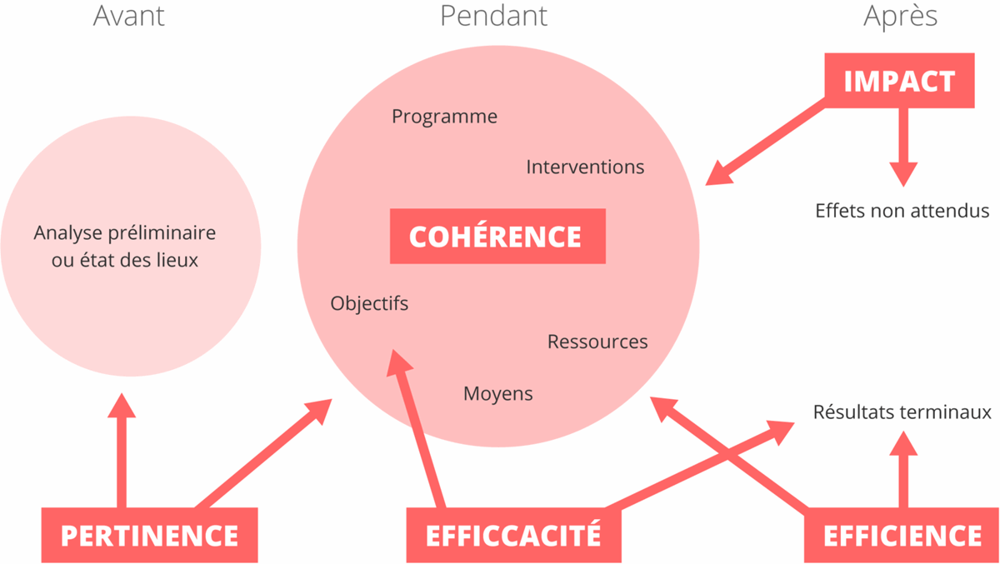 Avant
Pendant
Après
IMPACT
Programme
Interventions
Effets non attendus
Analyse préliminaire
ou état des lieux
COHÉRENCE
Objectifs
Ressources
Moyens
Résultats terminaux
PERTINENCE
EFFICCACITÉ
EFFICIENCE